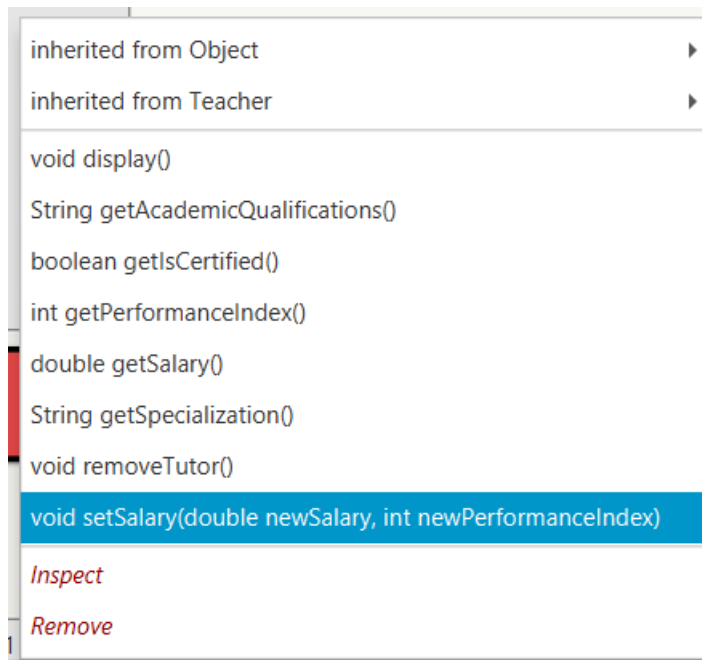 inherited from Object
inherited from Teacher
void display()
String getAcademicQualifications()
boolean getIsCertified()
int getPerformanceIndex()
double getSalary()
String getSpecialization()
void removeTutor()
void setSalary(double newSalary, int newPerformanceIndex)
Inspect
Remove
1